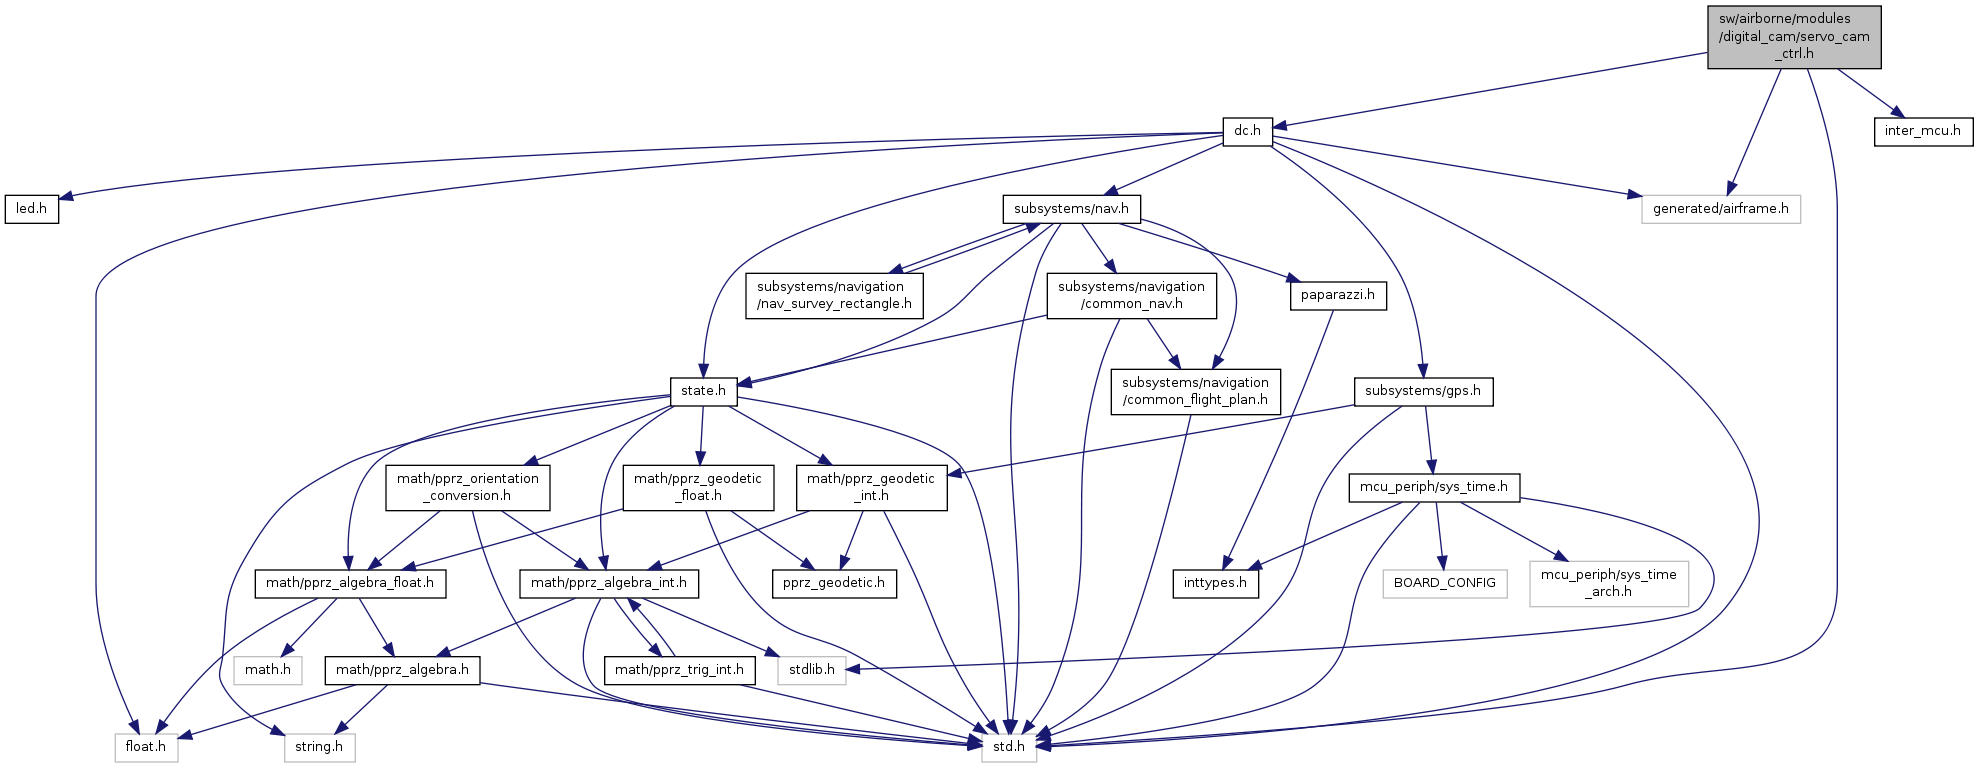 sw/airborne/modules
/digital_cam/servo_cam
_ctrl.h
dc.h
inter_mcu.h
led.h
subsystems/nav.h
generated/airframe.h
subsystems/navigation
/nav_survey_rectangle.h
subsystems/navigation
/common_nav.h
paparazzi.h
state.h
subsystems/navigation
/common_flight_plan.h
subsystems/gps.h
math/pprz_orientation
_conversion.h
math/pprz_geodetic
_float.h
math/pprz_geodetic
_int.h
mcu_periph/sys_time.h
math/pprz_algebra_float.h
math/pprz_algebra_int.h
pprz_geodetic.h
inttypes.h
BOARD_CONFIG
mcu_periph/sys_time
_arch.h
math.h
math/pprz_algebra.h
math/pprz_trig_int.h
stdlib.h
float.h
string.h
std.h